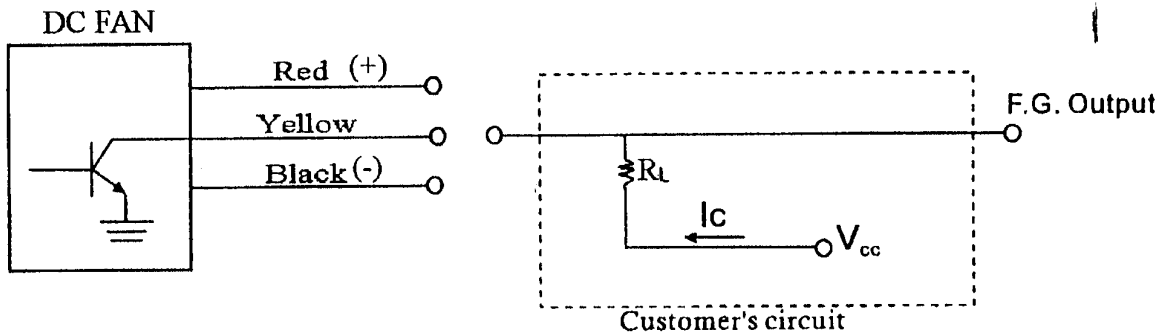 DC FAN
Red (+)
Yellow
Black (-)
F.G. Output
RL
Ic
Vcc
Customer's circuit